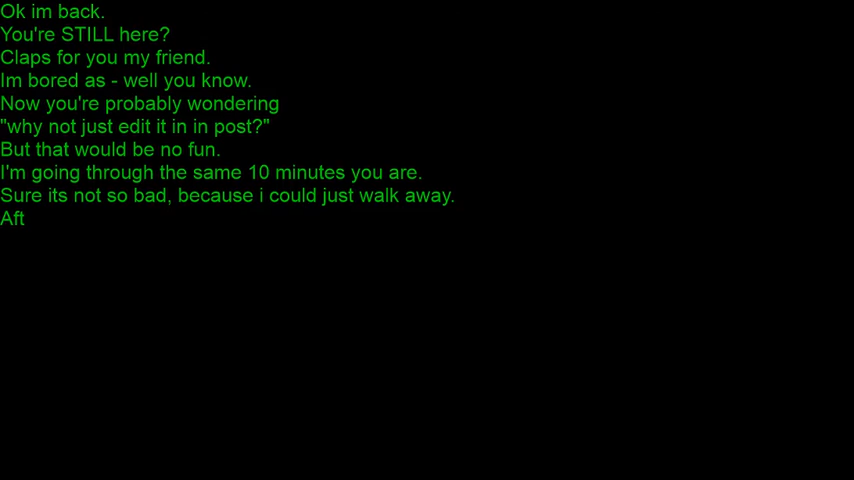 Ok im back.
You're STILL here?
Claps for you my friend.
Im bored as - well you know.
Now you're probably wondering
"why not just edit it in in post?"
But that would be no fun.
I'm going through the same 10 minutes you are.
Sure its not so bad, because i could just walk away.
Aft